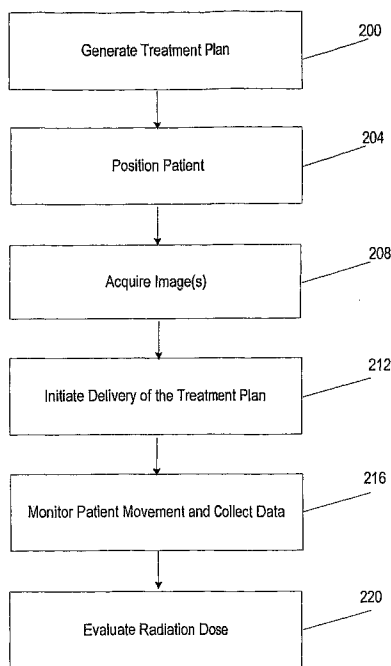 Generate Treatment Plan
200
Position Patient
204
Acquire Image(s)
208
Initiate Delivery of the Treatment Plan
212
Monitor Patient Movement and Collect Data
216
Evaluate Radiation Dose
220